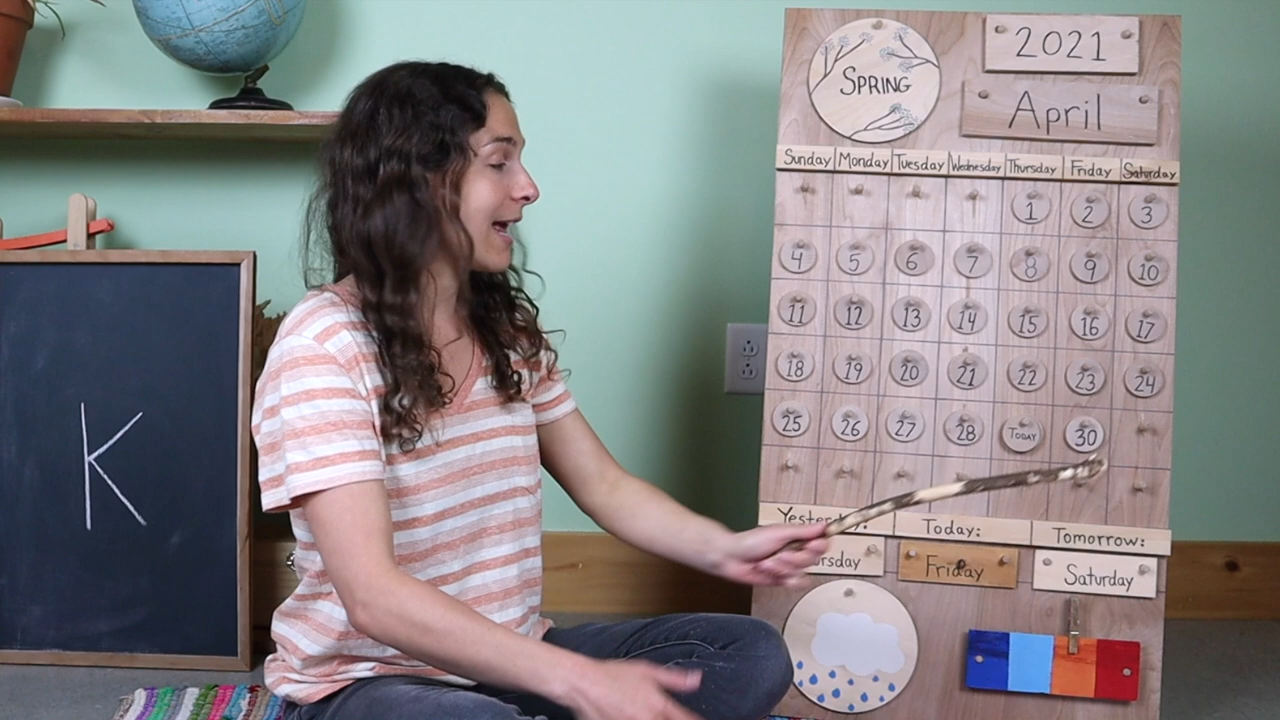 K
SPRING
2021
April
Sunday Monday Tuesday Wednesday Thursday Friday Saturday
1 2 3
4 5 6 7 8 9 10
11 12 13 14 15 16 17
18 19 20 21 22 23 24
25 26 27 28 TODAY 30
Yesterday: Today: Tomorrow:
rsday Friday Saturday